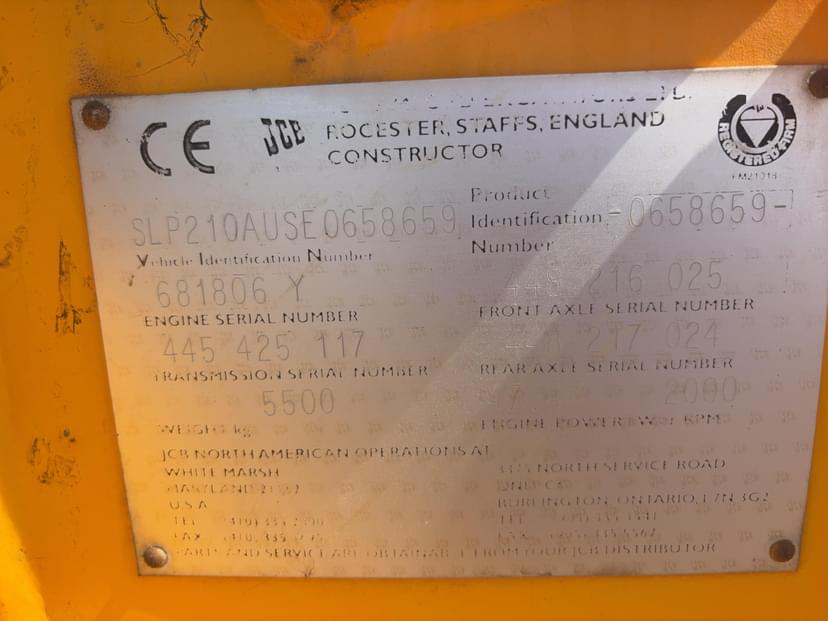 CE JCB
ROCESTER, STAFFS, ENGLAND
CONSTRUCTOR
REGISTERED FIRM
SLP210AUSE0658659
Vehicle Identification Number
Product
Identification
Number
-0658659-
681806 Y
ENGINE SERIAL NUMBER
216 025
FRONT AXLE SERIAL NUMBER
445 425 117
TRANSMISSION SERIAL NUMBER
217 024
REAR AXLE SERIAL NUMBER
5500
WEIGHT kg
2000
ENGINE POWER kW RPM
JCB NORTH AMERICAN OPERATIONS AT
WHITE MARSH
MARYLAND
U.S.A
TEL
FAX
NORTH SERVICE ROAD
BURLINGTON, ONTARIO, L7N 3G2
PARTS AND SERVICE ARE OBTAINABLE FROM YOUR JCB DISTRIBUTOR